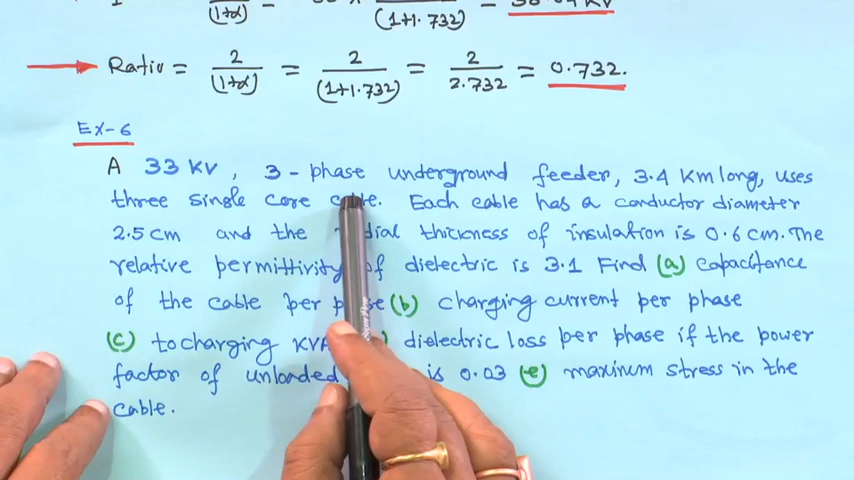 (1+α) = (1+1.732) =
Ratio = 2/(1+α) = 2/(1+1.732) = 2/2.732 = 0.732.
EX-6
A 33 KV, 3-phase underground feeder, 3.4 Km long, uses
three single core cable. Each cable has a conductor diameter
2.5 cm and the thickness of insulation is 0.6 cm. The
relative permittivity of dielectric is 3.1 Find (a) capacitance
of the cable per (b) charging current per phase
(c) to charging dielectric loss per phase if the power
factor of unloaded is 0.03 (e) maximum stress in the
cable.